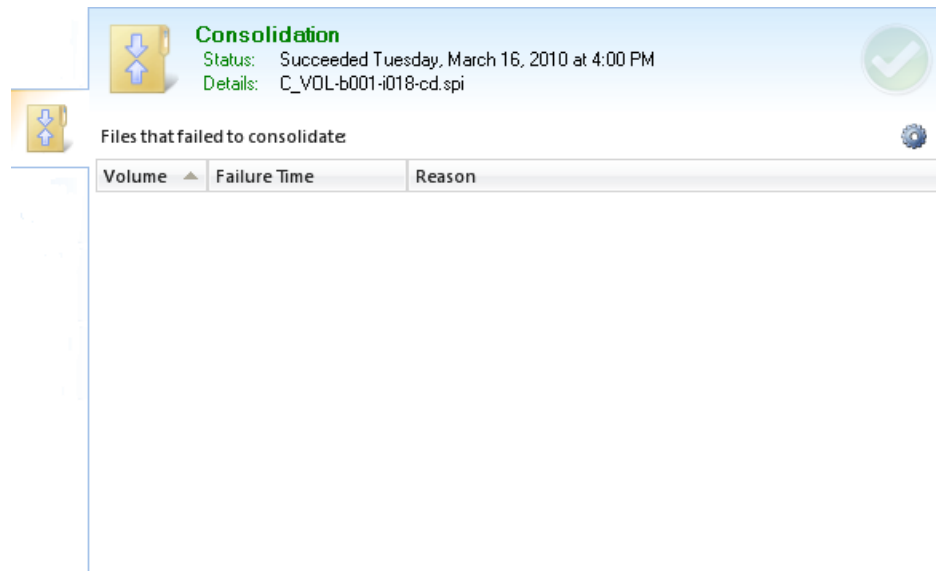 Consolidation
Status: Succeeded Tuesday, March 16, 2010 at 4:00 PM
Details: C_VOL-b001-i018-cd.spi
Files that failed to consolidate:
Volume Failure Time Reason